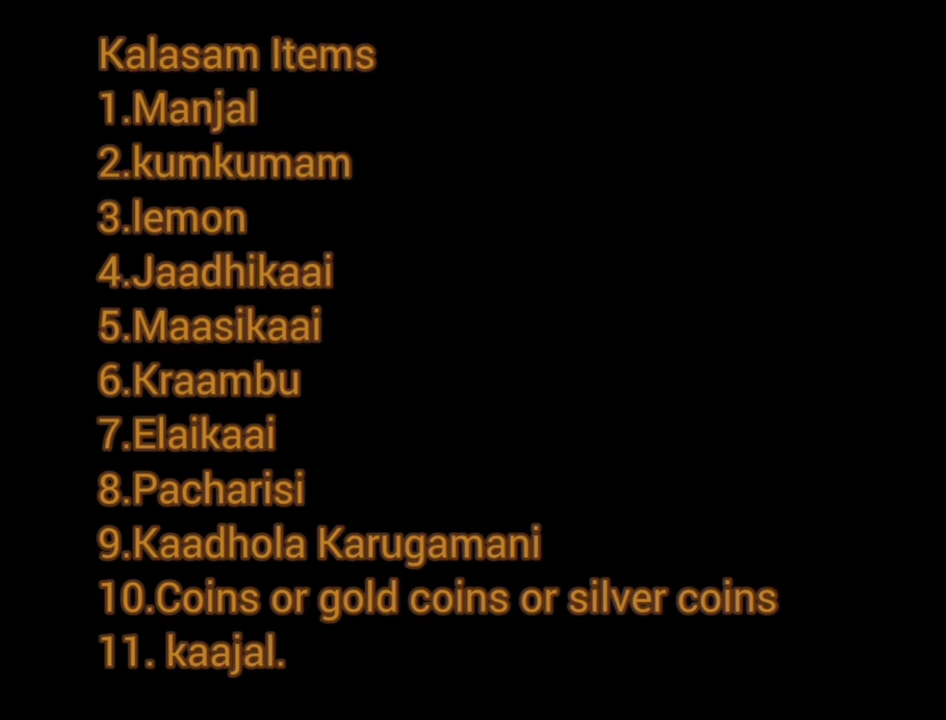 Kalasam Items
1.Manjal
2.kumkumam
3.lemon
4.Jaadhikaai
5.Maasikaai
6.Kraambu
7.Elaikaai
8.Pacharisi
9.Kaadhola Karugamani
10.Coins or gold coins or silver coins
11. kaajal.